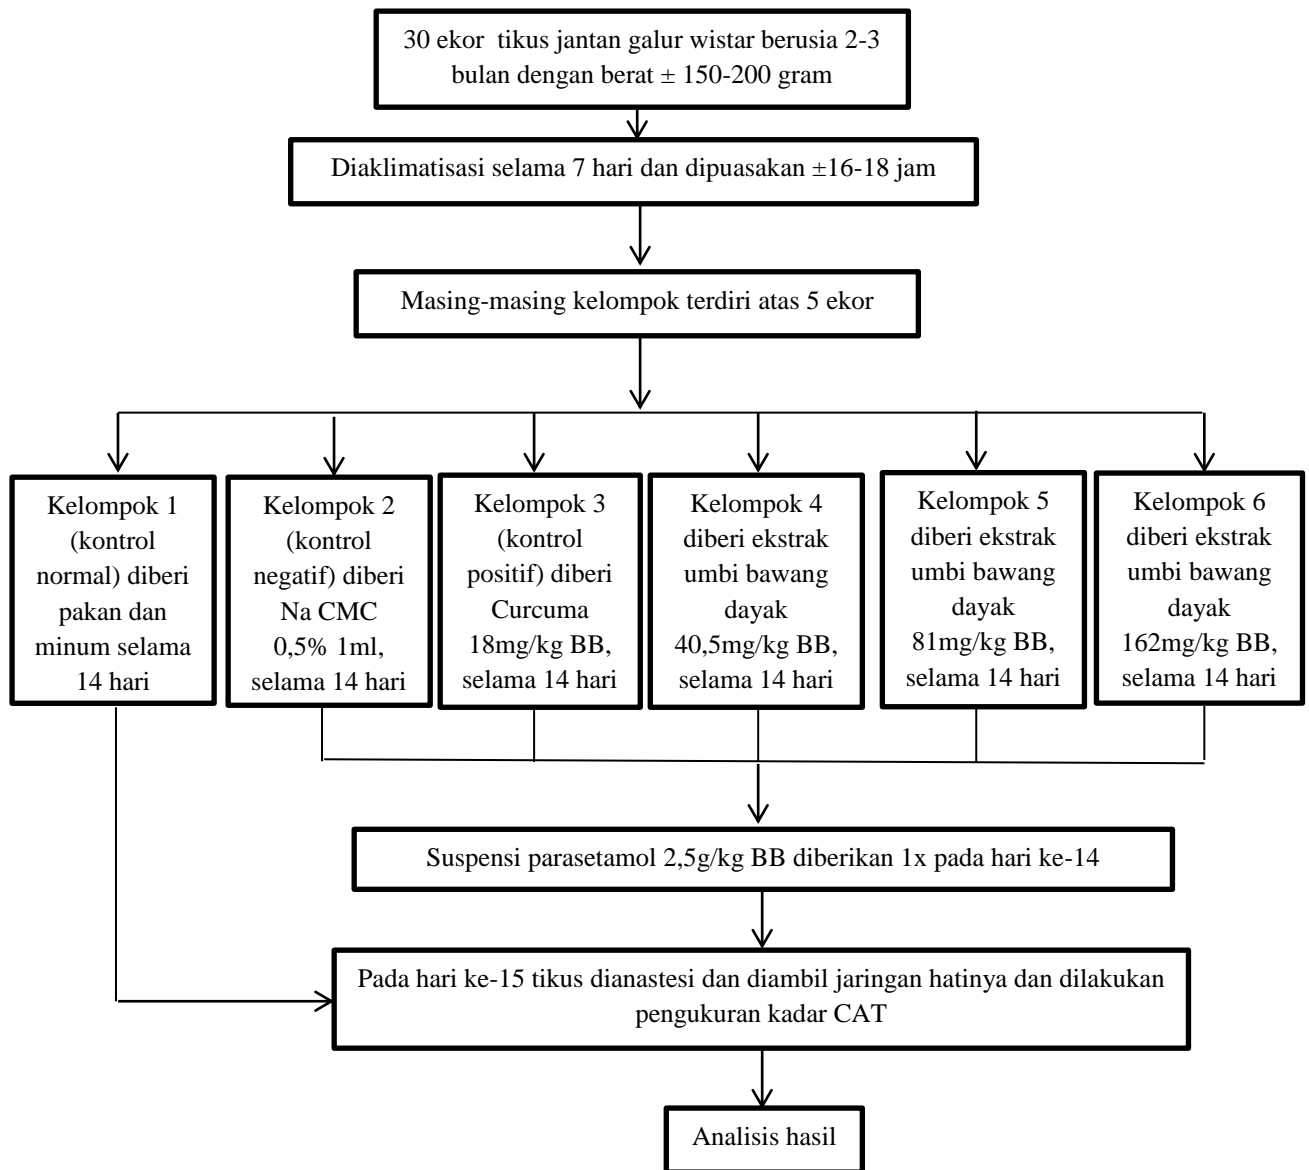 30 ekor  tikus jantan galur wistar berusia 2-3
bulan dengan berat ± 150-200 gram
Diaklimatisasi selama 7 hari dan dipuasakan ±16-18 jam
Masing-masing kelompok terdiri atas 5 ekor
Kelompok 1
(kontrol
normal) diberi
pakan dan
minum selama
14 hari
Kelompok 2
(kontrol
negatif) diberi
Na CMC
0,5% 1ml,
selama 14 hari
Kelompok 3
(kontrol
positif) diberi
Curcuma
18mg/kg BB,
selama 14 hari
Kelompok 4
diberi ekstrak
umbi bawang
dayak
40,5mg/kg BB,
selama 14 hari
Kelompok 5
diberi ekstrak
umbi bawang
dayak
81mg/kg BB,
selama 14 hari
Kelompok 6
diberi ekstrak
umbi bawang
dayak
162mg/kg BB,
selama 14 hari
Suspensi parasetamol 2,5g/kg BB diberikan 1x pada hari ke-14
Pada hari ke-15 tikus dianastesi dan diambil jaringan hatinya dan dilakukan
pengukuran kadar CAT
Analisis hasil